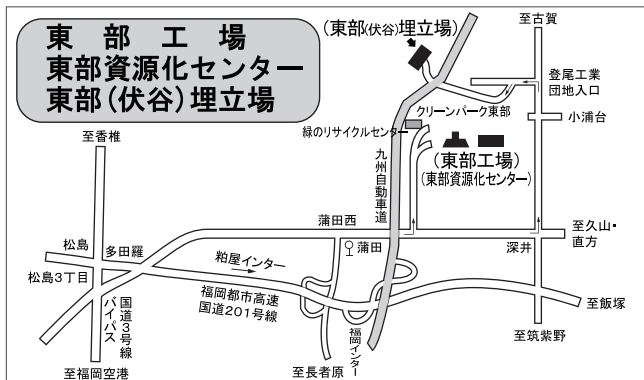 東部工場
東部資源化センター
東部(伏谷)埋立場
(東部(伏谷)埋立場)
至古賀
登尾工業
団地入口
クリーンパーク東部
緑のリサイクルセンター
小浦台
(東部工場)
(東部資源化センター)
九州自動車道
至香椎
蒲田西
蒲田
深井
至久山・
直方
松島
多田羅
松島3丁目
粕屋インター
福岡都市高速
国道201号線
国道3号線
バイパス
福岡インター
至飯塚
至福岡空港
至長者原
至筑紫野